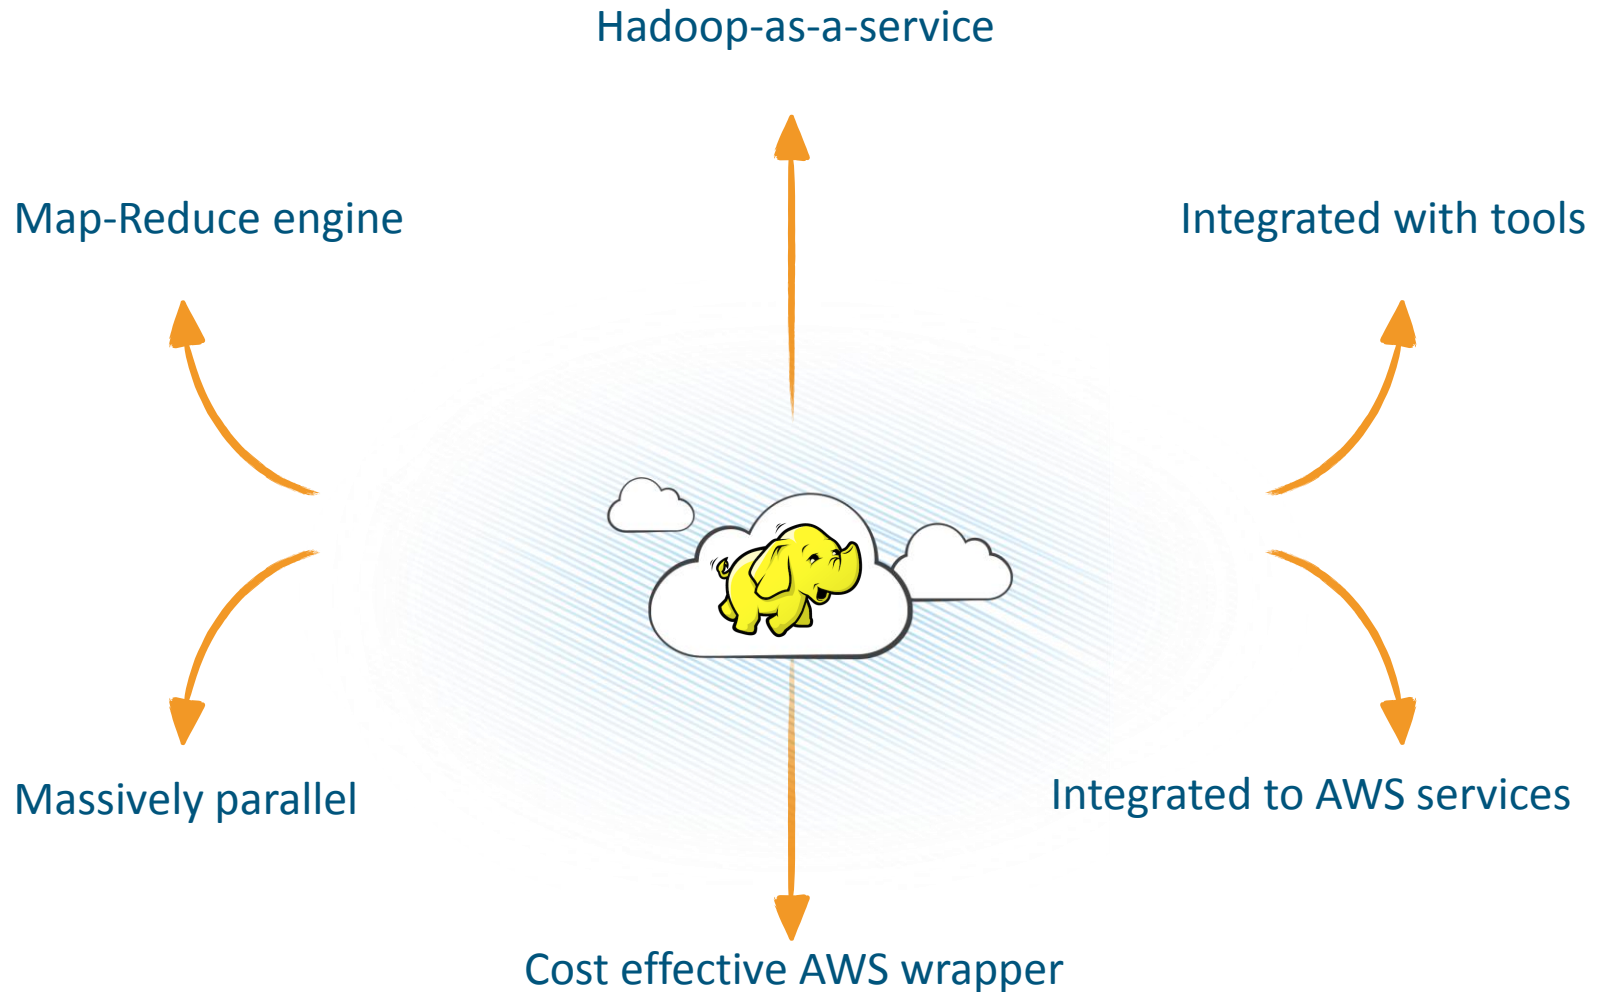 Hadoop-as-a-service
Map-Reduce engine
Integrated with tools
Massively parallel
Integrated to AWS services
Cost effective AWS wrapper